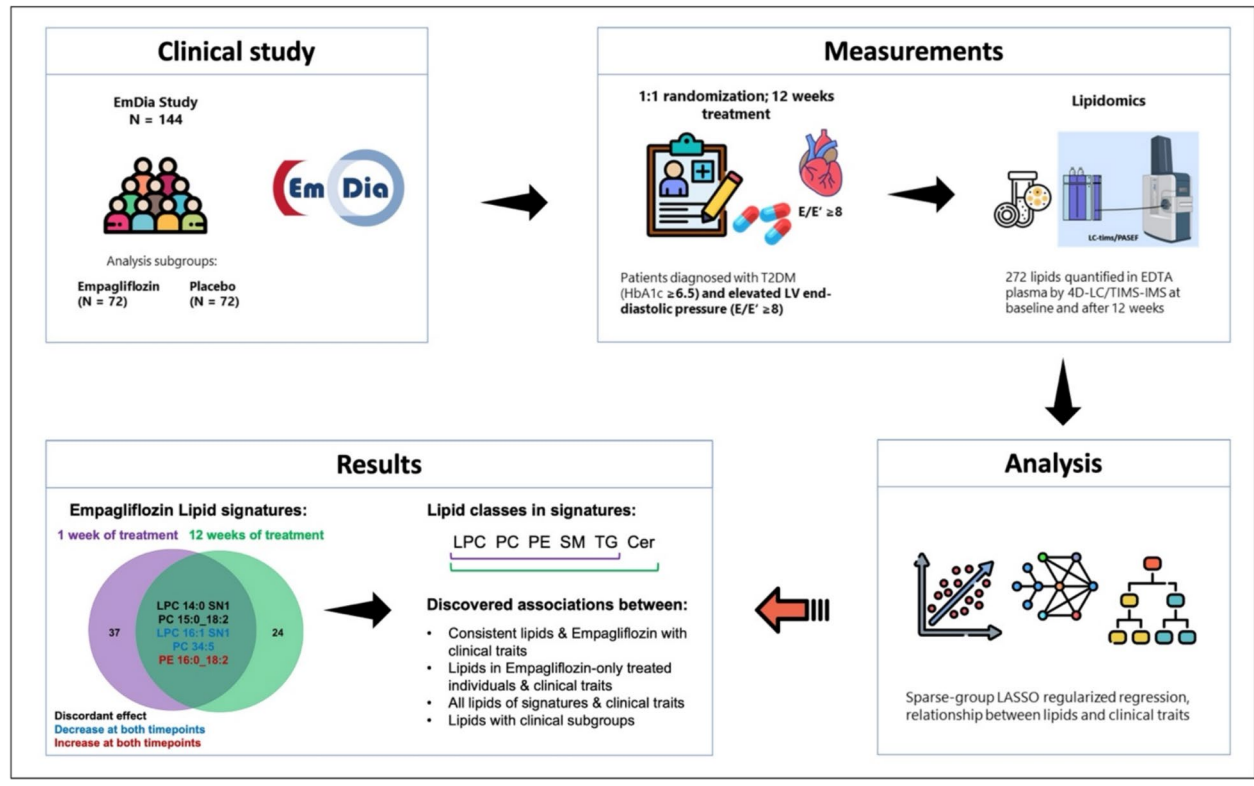 Clinical study
EmDia Study
N = 144
Em Dia
Analysis subgroups:
Empagliflozin
(N = 72)
Placebo
(N = 72)
Measurements
1:1 randomization; 12 weeks
treatment
E/E’ ≥8
Patients diagnosed with T2DM
(HbA1c ≥6.5) and elevated LV end-
diastolic pressure (E/E’ ≥8)
Lipidomics
LC-tims/PASEF
272 lipids quantified in EDTA
plasma by 4D-LC/TIMS-IMS at
baseline and after 12 weeks
Analysis
Sparse-group LASSO regularized regression,
relationship between lipids and clinical traits
Results
Empagliflozin Lipid signatures:
1 week of treatment 12 weeks of treatment
37
LPC 14:0 SN1
PC 15:0_18:2
LPC 16:1 SN1
PC 34:5
PE 16:0_18:2
24
Discordant effect
Decrease at both timepoints
Increase at both timepoints
Lipid classes in signatures:
LPC PC PE SM TG Cer
Discovered associations between:
• Consistent lipids & Empagliflozin with
clinical traits
• Lipids in Empagliflozin-only treated
individuals & clinical traits
• All lipids of signatures & clinical traits
• Lipids with clinical subgroups